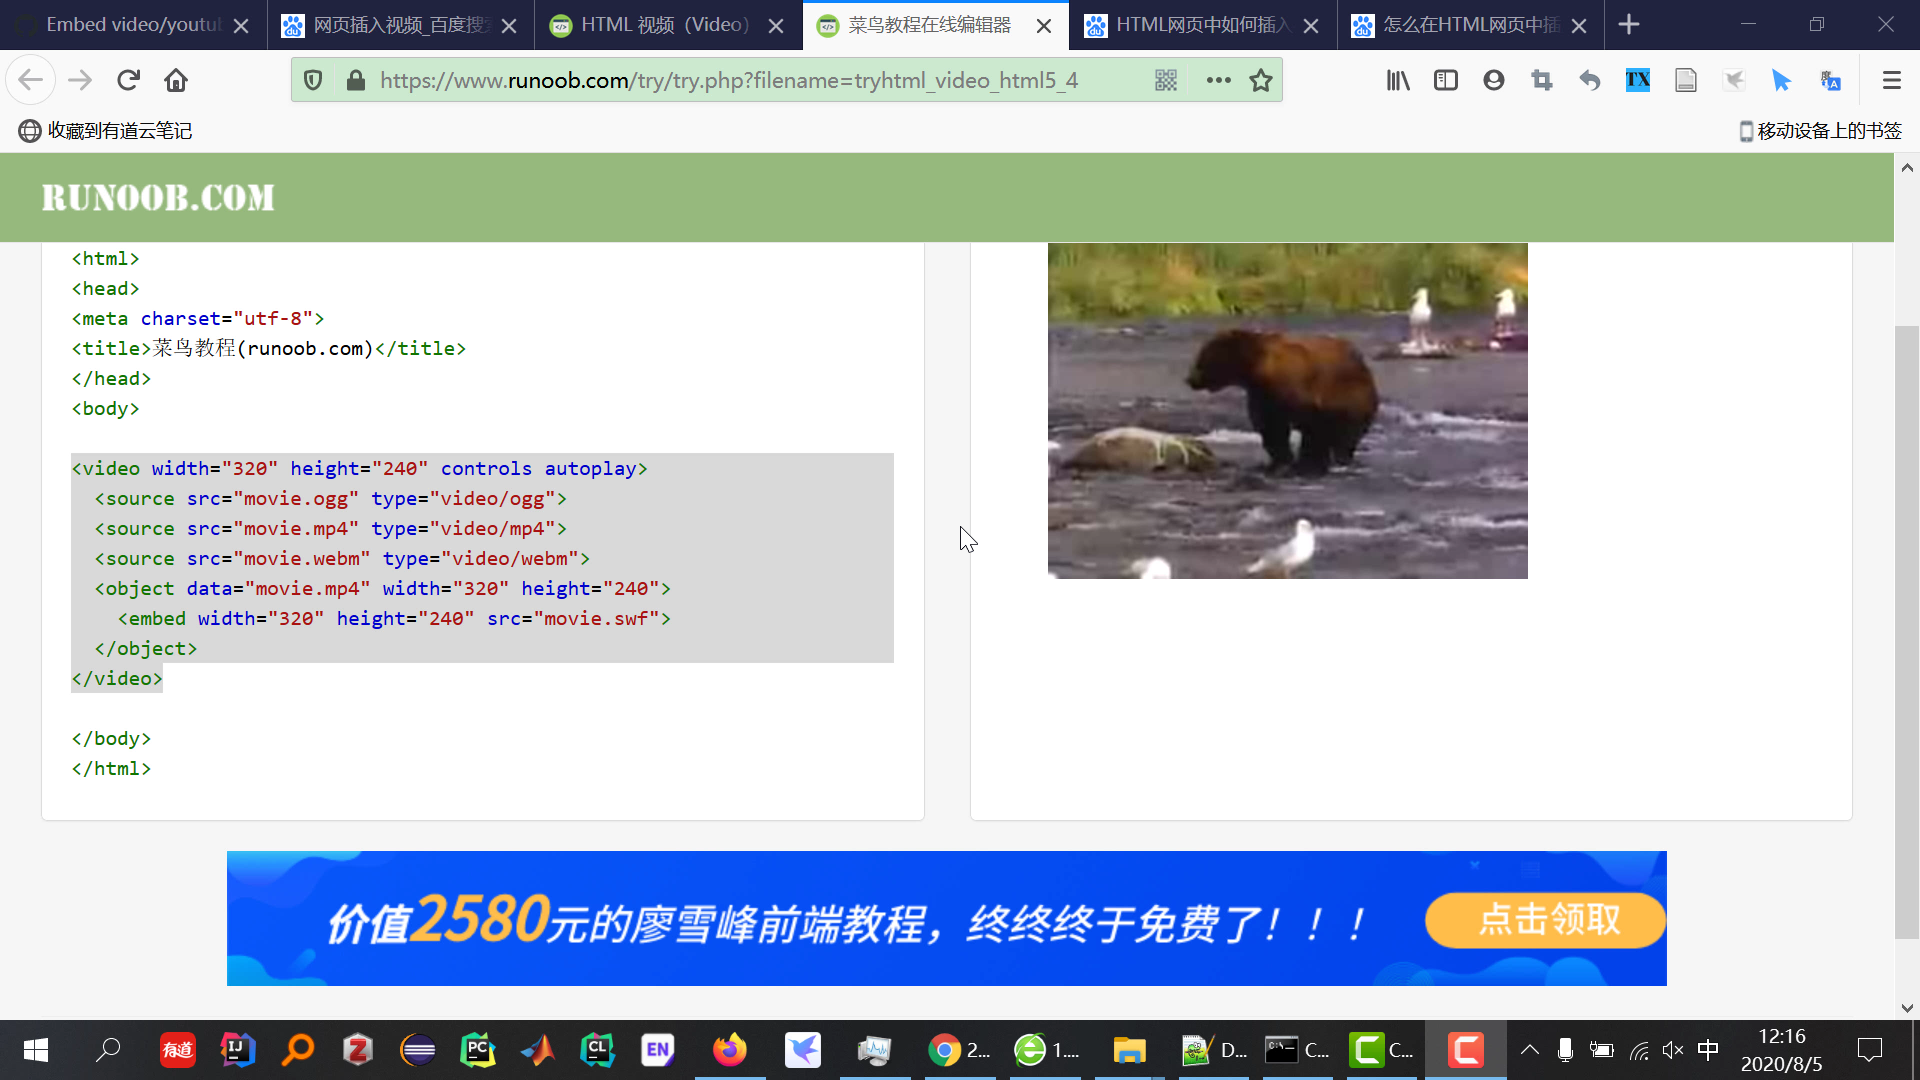 Embed video/youtub
网页插入视频_百度搜
HTML 视频（Video）
菜鸟教程在线编辑器
HTML网页中如何插入
怎么在HTML网页中插
https://www.runoob.com/try/try.php?filename=tryhtml_video_html5_4
TX
收藏到有道云笔记
移动设备上的书签
RUNOOB.COM
<html>
<head>
<meta charset="utf-8">
<title>菜鸟教程(runoob.com)</title>
</head>
<body>
<video width="320" height="240" controls autoplay>
<source src="movie.ogg" type="video/ogg">
<source src="movie.mp4" type="video/mp4">
<source src="movie.webm" type="video/webm">
<object data="movie.mp4" width="320" height="240">
<embed width="320" height="240" src="movie.swf">
</object>
</video>
</body>
</html>
价值2580元的廖雪峰前端教程，终终终于免费了！！！
点击领取
有道
IJ
Z
PC
CL
EN
2...
1....
D...
C...
C...
中
12:16
2020/8/5